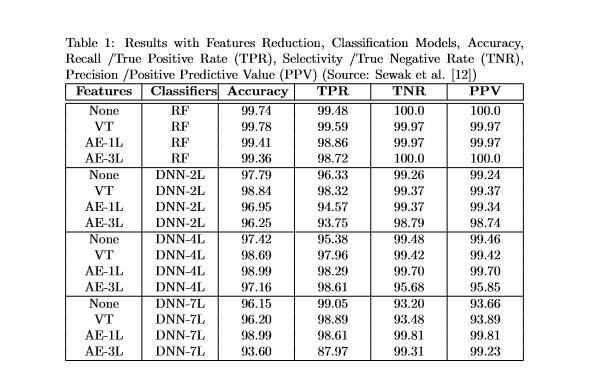 Table 1: Results with Features Reduction, Classification Models, Accuracy,
Recall /True Positive Rate (TPR), Selectivity /True Negative Rate (TNR),
Precision /Positive Predictive Value (PPV) (Source: Sewak et al. [12])
Features Classifiers Accuracy TPR TNR PPV
None RF 99.74 99.48 100.0 100.0
VT RF 99.78 99.59 99.97 99.97
AE-1L RF 99.41 98.86 99.97 99.97
AE-3L RF 99.36 98.72 100.0 100.0
None DNN-2L 97.79 96.33 99.26 99.24
VT DNN-2L 98.84 98.32 99.37 99.37
AE-1L DNN-2L 96.95 94.57 99.37 99.34
AE-3L DNN-2L 96.25 93.75 98.79 98.74
None DNN-4L 97.42 95.38 99.48 99.46
VT DNN-4L 98.69 97.96 99.42 99.42
AE-1L DNN-4L 98.99 98.29 99.70 99.70
AE-3L DNN-4L 97.16 98.61 95.68 95.85
None DNN-7L 96.15 99.05 93.20 93.66
VT DNN-7L 96.20 98.89 93.48 93.89
AE-1L DNN-7L 98.99 98.61 99.81 99.81
AE-3L DNN-7L 93.60 87.97 99.31 99.23